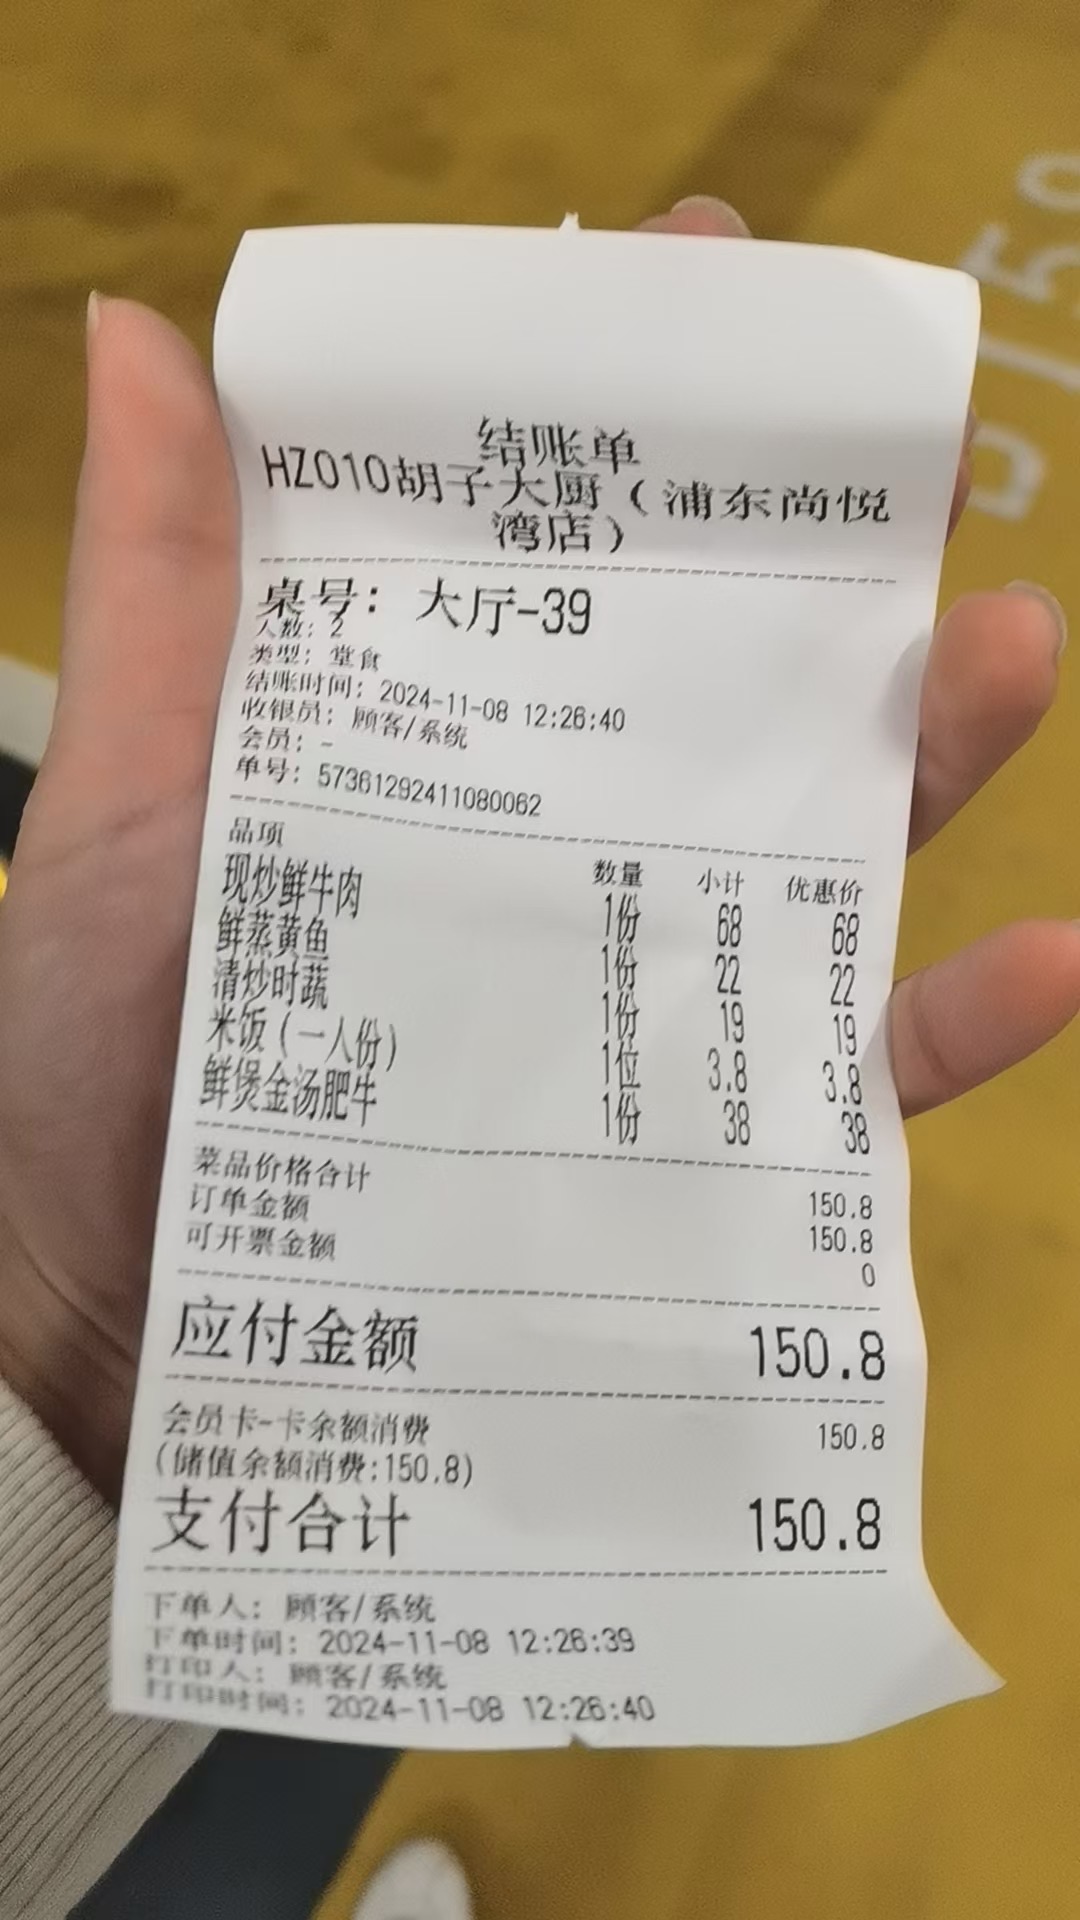 结账单
HZ010胡子大厨（浦东尚悦
湾店）
桌号：大厅-39
人数：2
类型：堂食
结账时间：2024-11-08 12:26:40
收银员：顾客/系统
会员：-
单号：57361292411080062
品项 数量 小计 优惠价
现炒鲜牛肉 1份 68 68
鲜蒸黄鱼 1份 22 22
清炒时蔬 1份 19 19
米饭（一人份） 1位 3.8 3.8
鲜煲金汤肥牛 1份 38 38
菜品价格合计 150.8
订单金额 150.8
可开票金额 0
应付金额 150.8
会员卡-卡余额消费 150.8
(储值余额消费:150.8)
支付合计 150.8
下单人：顾客/系统
下单时间：2024-11-08 12:26:39
打印人：顾客/系统
打印时间：2024-11-08 12:26:40